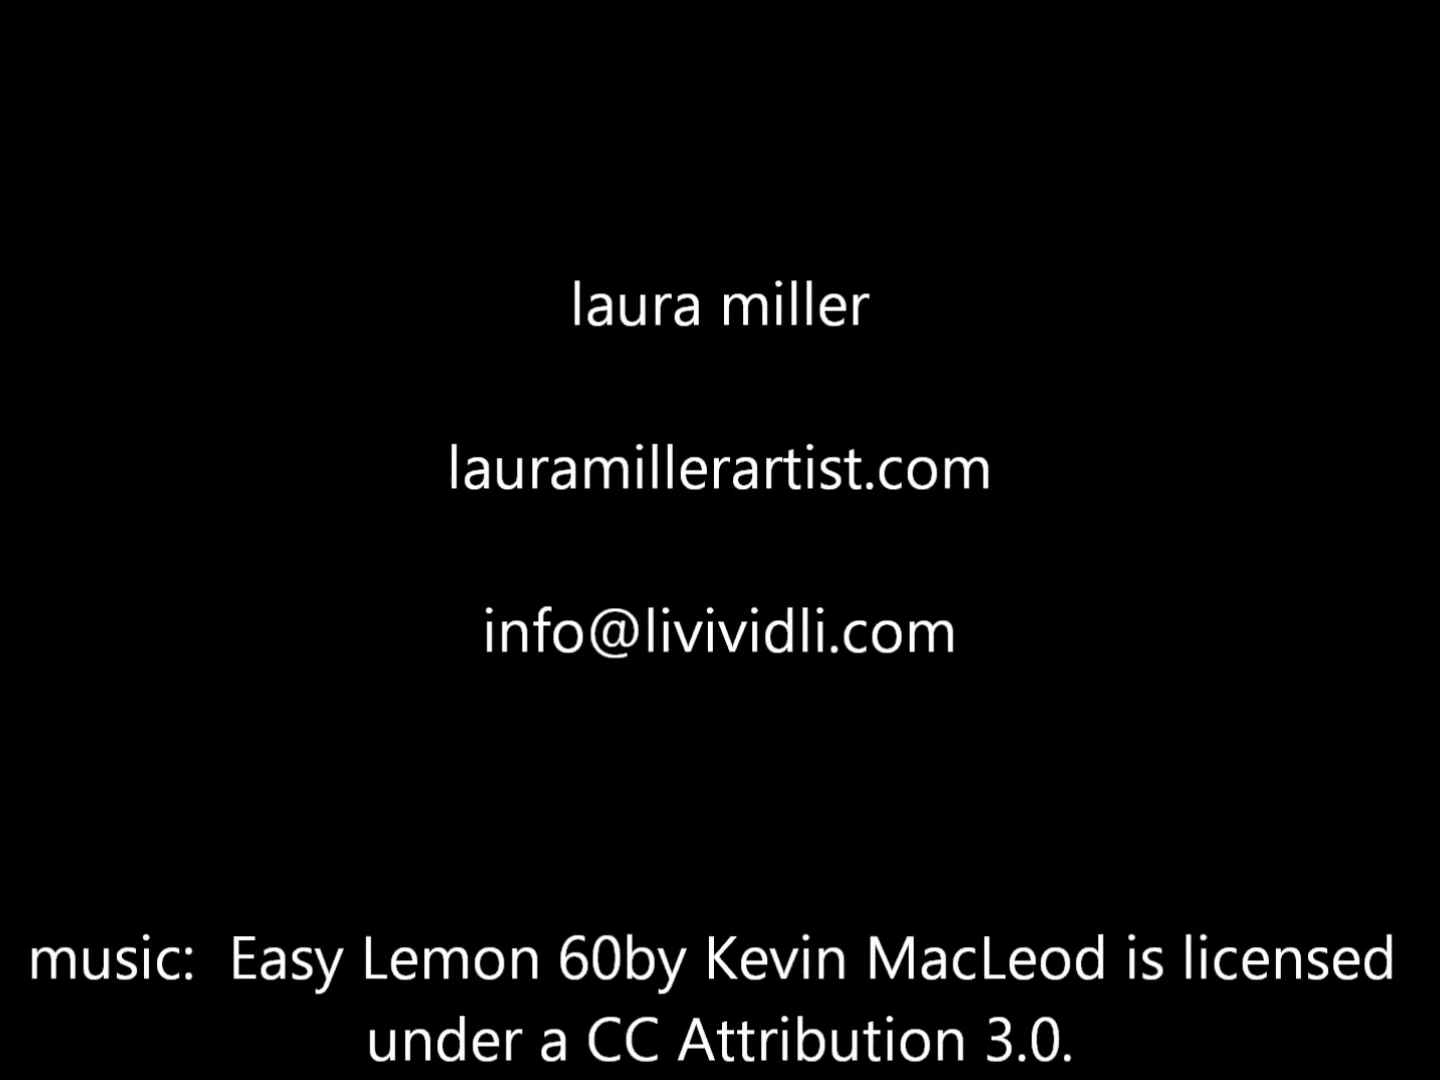 laura miller
lauramillerartist.com
info@livividli.com
music:  Easy Lemon 60by Kevin MacLeod is licensed
under a CC Attribution 3.0.